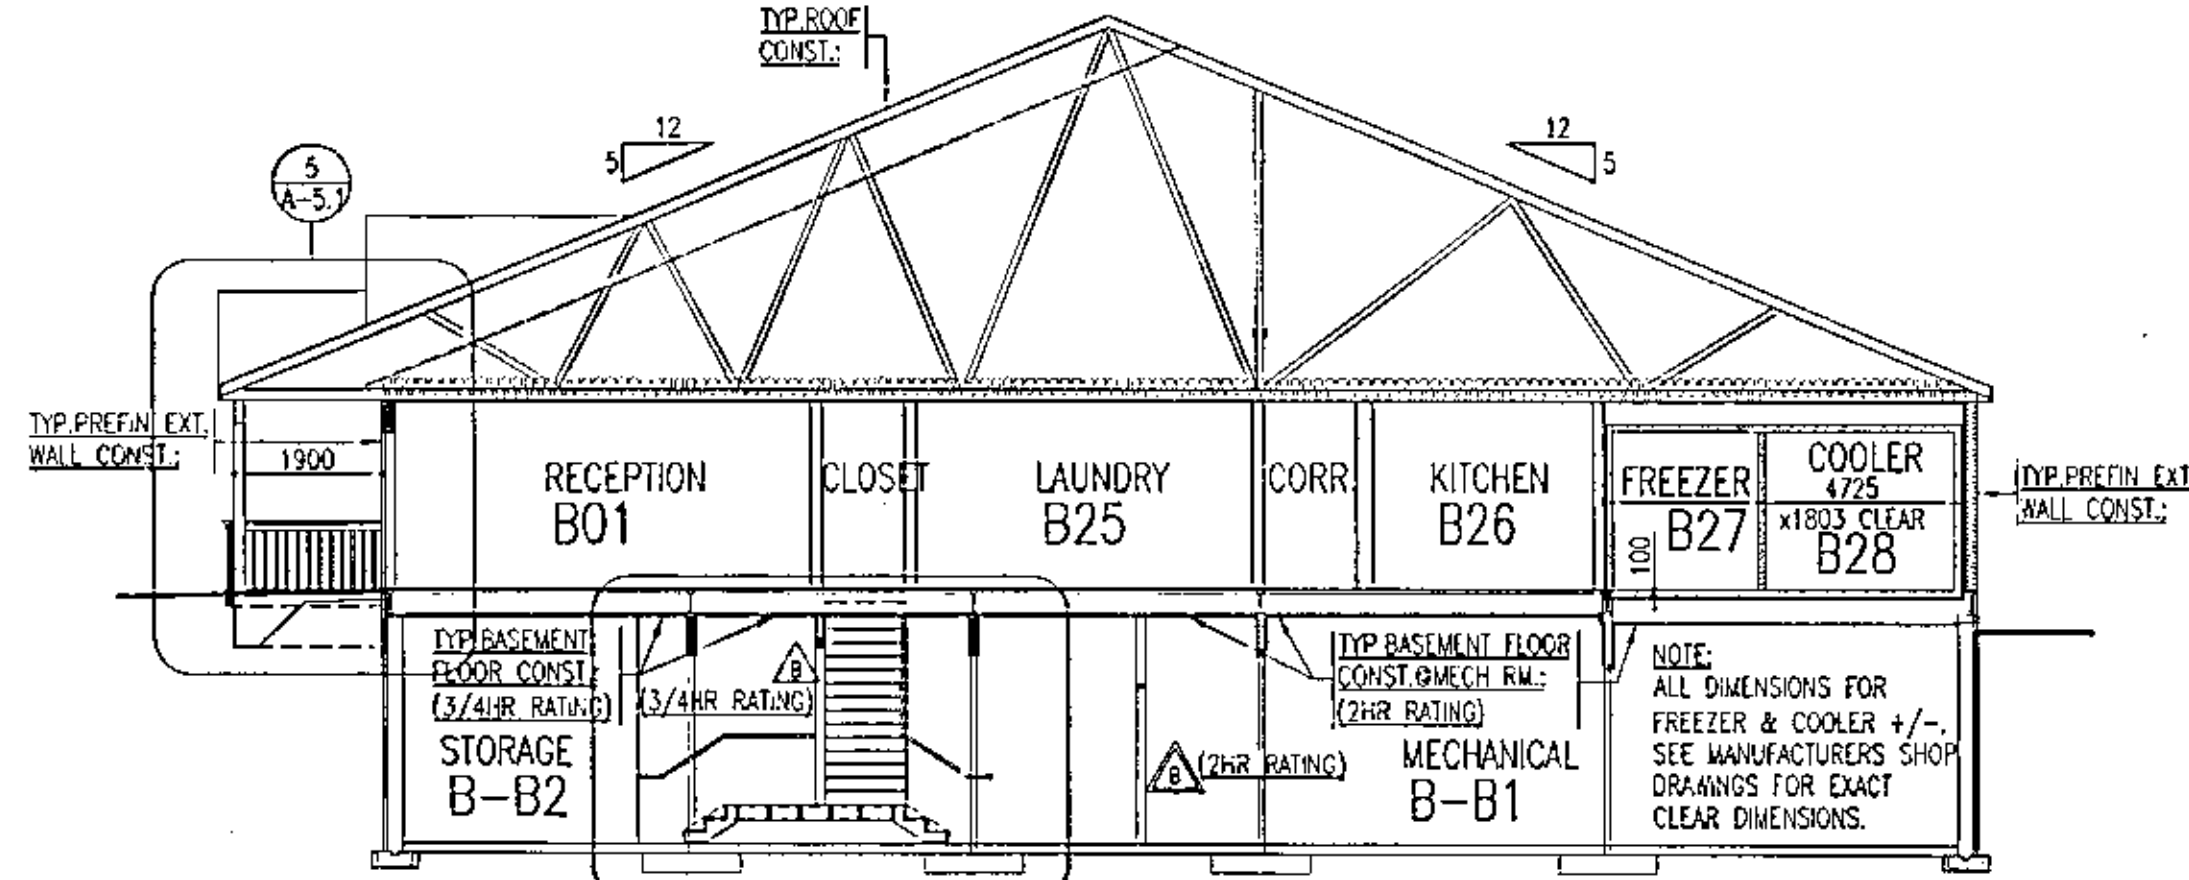 TYP.ROOF
CONST.:
12
5
12
5
5
A-5.1
TYP.PREFIN EXT.
WALL CONST.:
1900
RECEPTION
B01
CLOSET
LAUNDRY
B25
CORR.
KITCHEN
B26
FREEZER
B27
COOLER
4725
x1803 CLEAR
B28
100
TYP.PREFIN EXT
WALL CONST.:
TYP.BASEMENT
FLOOR CONST.
(3/4HR RATING)
B
(3/4HR RATING)
TYP.BASEMENT FLOOR
CONST.@MECH RM.:
(2HR RATING)
STORAGE
B-B2
B
(2HR RATING)
MECHANICAL
B-B1
NOTE:
ALL DIMENSIONS FOR
FREEZER & COOLER +/-.
SEE MANUFACTURERS SHOP
DRAWINGS FOR EXACT
CLEAR DIMENSIONS.